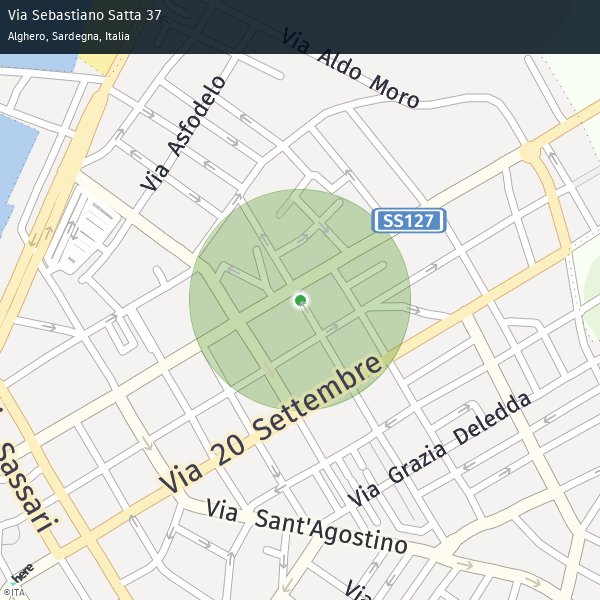 Via Sebastiano Satta 37
Alghero, Sardegna, Italia
Via Aldo Moro
Via Asfodelo
SS127
Via 20 Settembre
Via Grazia Deledda
Sassari
Via Sant'Agostino
Via
here
©ITA